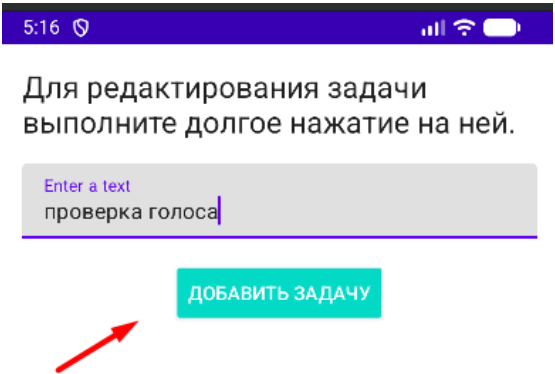 5:16
Для редактирования задачи
выполните долгое нажатие на ней.
Enter a text
проверка голоса
ДОБАВИТЬ ЗАДАЧУ